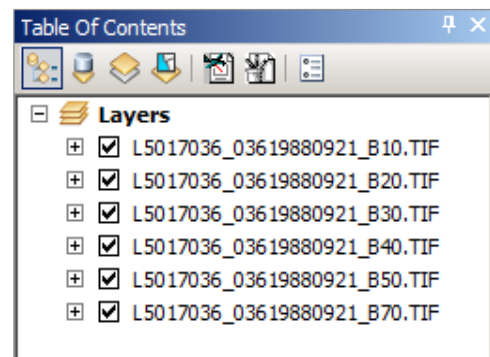 Table Of Contents
Layers
L5017036_03619880921_B10.TIF
L5017036_03619880921_B20.TIF
L5017036_03619880921_B30.TIF
L5017036_03619880921_B40.TIF
L5017036_03619880921_B50.TIF
L5017036_03619880921_B70.TIF